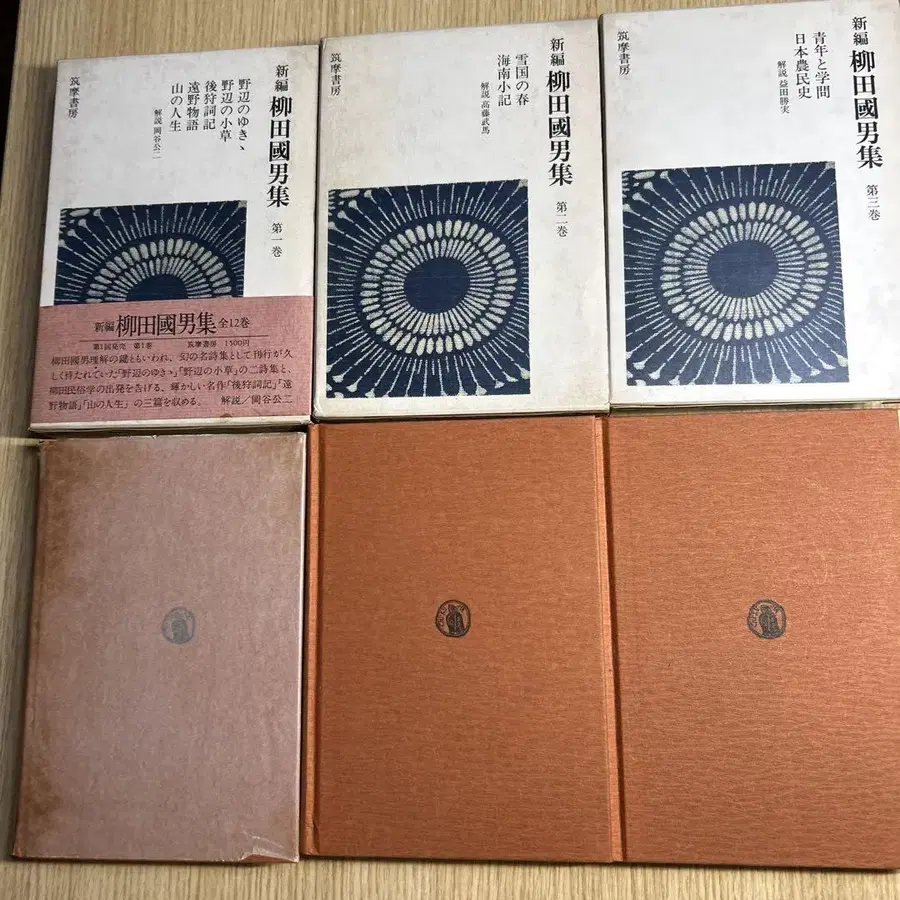 新編 柳田國男集 第一巻
野辺のゆきゝ
野辺の小草
後狩詞記
遠野物語
山の人生
解説 岡谷公二
筑摩書房
新編 柳田國男集 全12巻
第1回発売 第1巻 筑摩書房 1500円
柳田國男理解の鍵ともいわれ、幻の名詩集として刊行が久
しく待たれていた「野辺のゆきゝ」「野辺の小草」の二詩集と、
柳田民俗学の出発を告げる、輝かしい名作「後狩詞記」「遠
野物語」「山の人生」の三篇を収める。 解説/岡谷公二
新編 柳田國男集 第二巻
雪国の春
海南小記
解説 高藤武馬
筑摩書房
新編 柳田國男集 第三巻
青年と学問
日本農民史
解説 益田勝実
筑摩書房